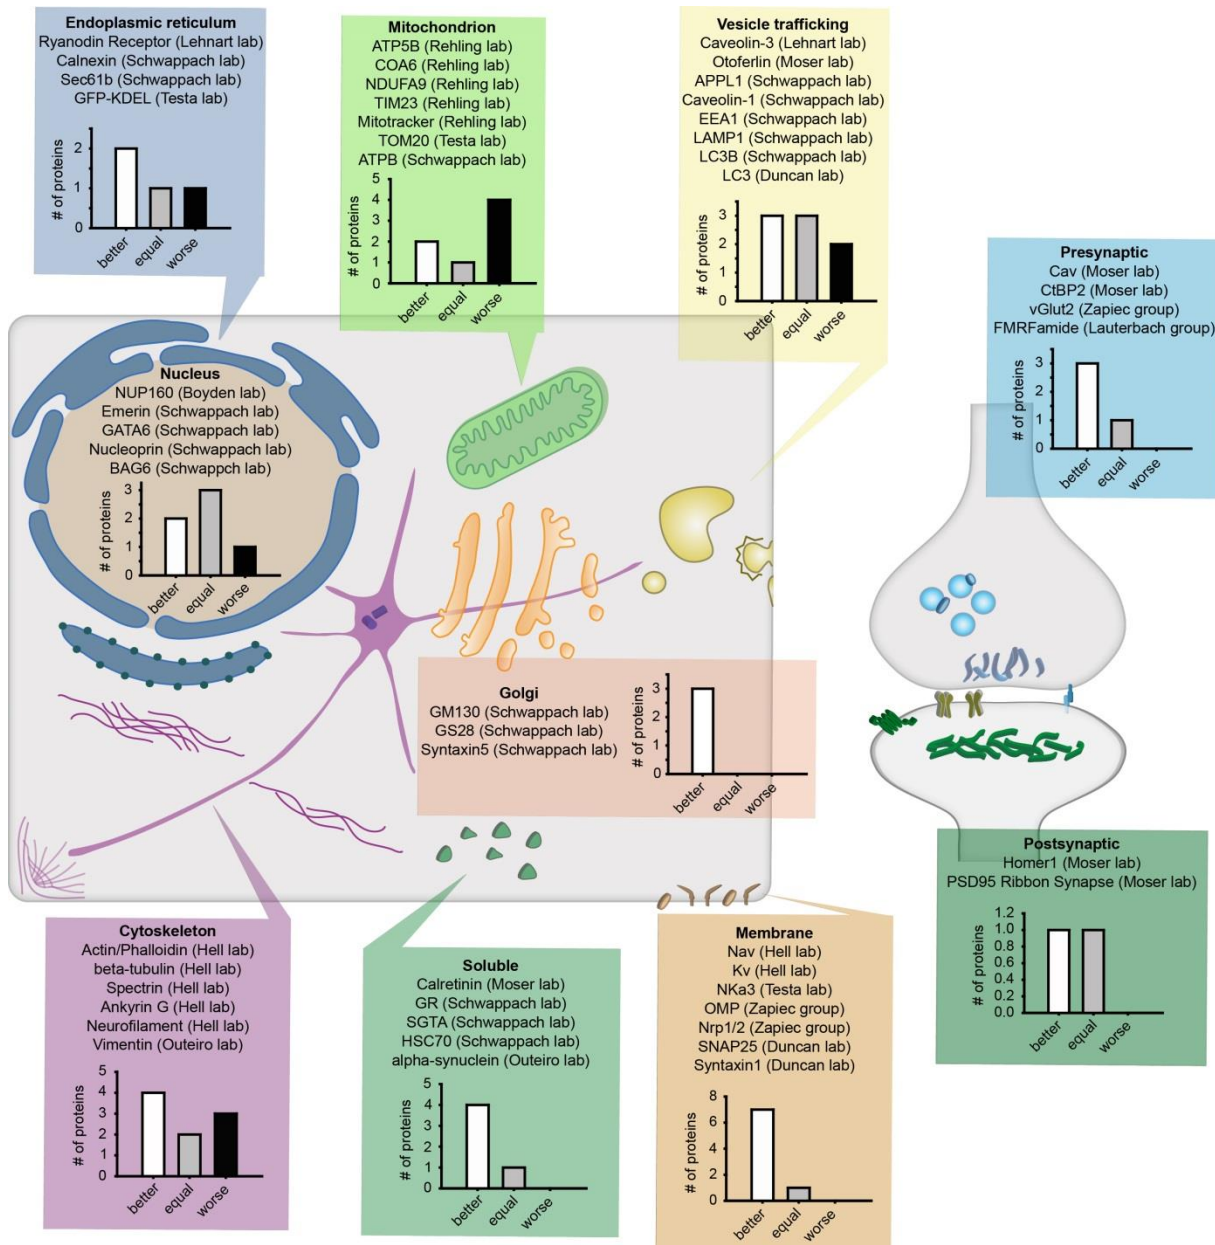 Endoplasmic reticulum
Ryanodin Receptor (Lehnart lab)
Calnexin (Schwappach lab)
Sec61b (Schwappach lab)
GFP-KDEL (Testa lab)
# of proteins
2
1
0
better
equal
worse
Mitochondrion
ATP5B (Rehling lab)
COA6 (Rehling lab)
NDUFA9 (Rehling lab)
TIM23 (Rehling lab)
Mitotracker (Rehling lab)
TOM20 (Testa lab)
ATPB (Schwappach lab)
# of proteins
5
4
3
2
1
0
better
equal
worse
Vesicle trafficking
Caveolin-3 (Lehnart lab)
Otoferlin (Moser lab)
APPL1 (Schwappach lab)
Caveolin-1 (Schwappach lab)
EEA1 (Schwappach lab)
LAMP1 (Schwappach lab)
LC3B (Schwappach lab)
LC3 (Duncan lab)
# of proteins
3
2
1
0
better
equal
worse
Presynaptic
Cav (Moser lab)
CtBP2 (Moser lab)
vGlut2 (Zapiec group)
FMRFamide (Lauterbach group)
# of proteins
3
2
1
0
better
equal
worse
Nucleus
NUP160 (Boyden lab)
Emerin (Schwappach lab)
GATA6 (Schwappach lab)
Nucleoprin (Schwappach lab)
BAG6 (Schwappch lab)
# of proteins
3
2
1
0
better
equal
worse
Golgi
GM130 (Schwappach lab)
GS28 (Schwappach lab)
Syntaxin5 (Schwappach lab)
# of proteins
3
2
1
0
better
equal
worse
Postsynaptic
Homer1 (Moser lab)
PSD95 Ribbon Synapse (Moser lab)
# of proteins
1.2
1.0
0.8
0.6
0.4
0.2
0.0
better
equal
worse
Cytoskeleton
Actin/Phalloidin (Hell lab)
beta-tubulin (Hell lab)
Spectrin (Hell lab)
Ankyrin G (Hell lab)
Neurofilament (Hell lab)
Vimentin (Outeiro lab)
# of proteins
5
4
3
2
1
0
better
equal
worse
Soluble
Calretinin (Moser lab)
GR (Schwappach lab)
SGTA (Schwappach lab)
HSC70 (Schwappach lab)
alpha-synuclein (Outeiro lab)
# of proteins
5
4
3
2
1
0
better
equal
worse
Membrane
Nav (Hell lab)
Kv (Hell lab)
NKa3 (Testa lab)
OMP (Zapiec group)
Nrp1/2 (Zapiec group)
SNAP25 (Duncan lab)
Syntaxin1 (Duncan lab)
# of proteins
8
6
4
2
0
better
equal
worse